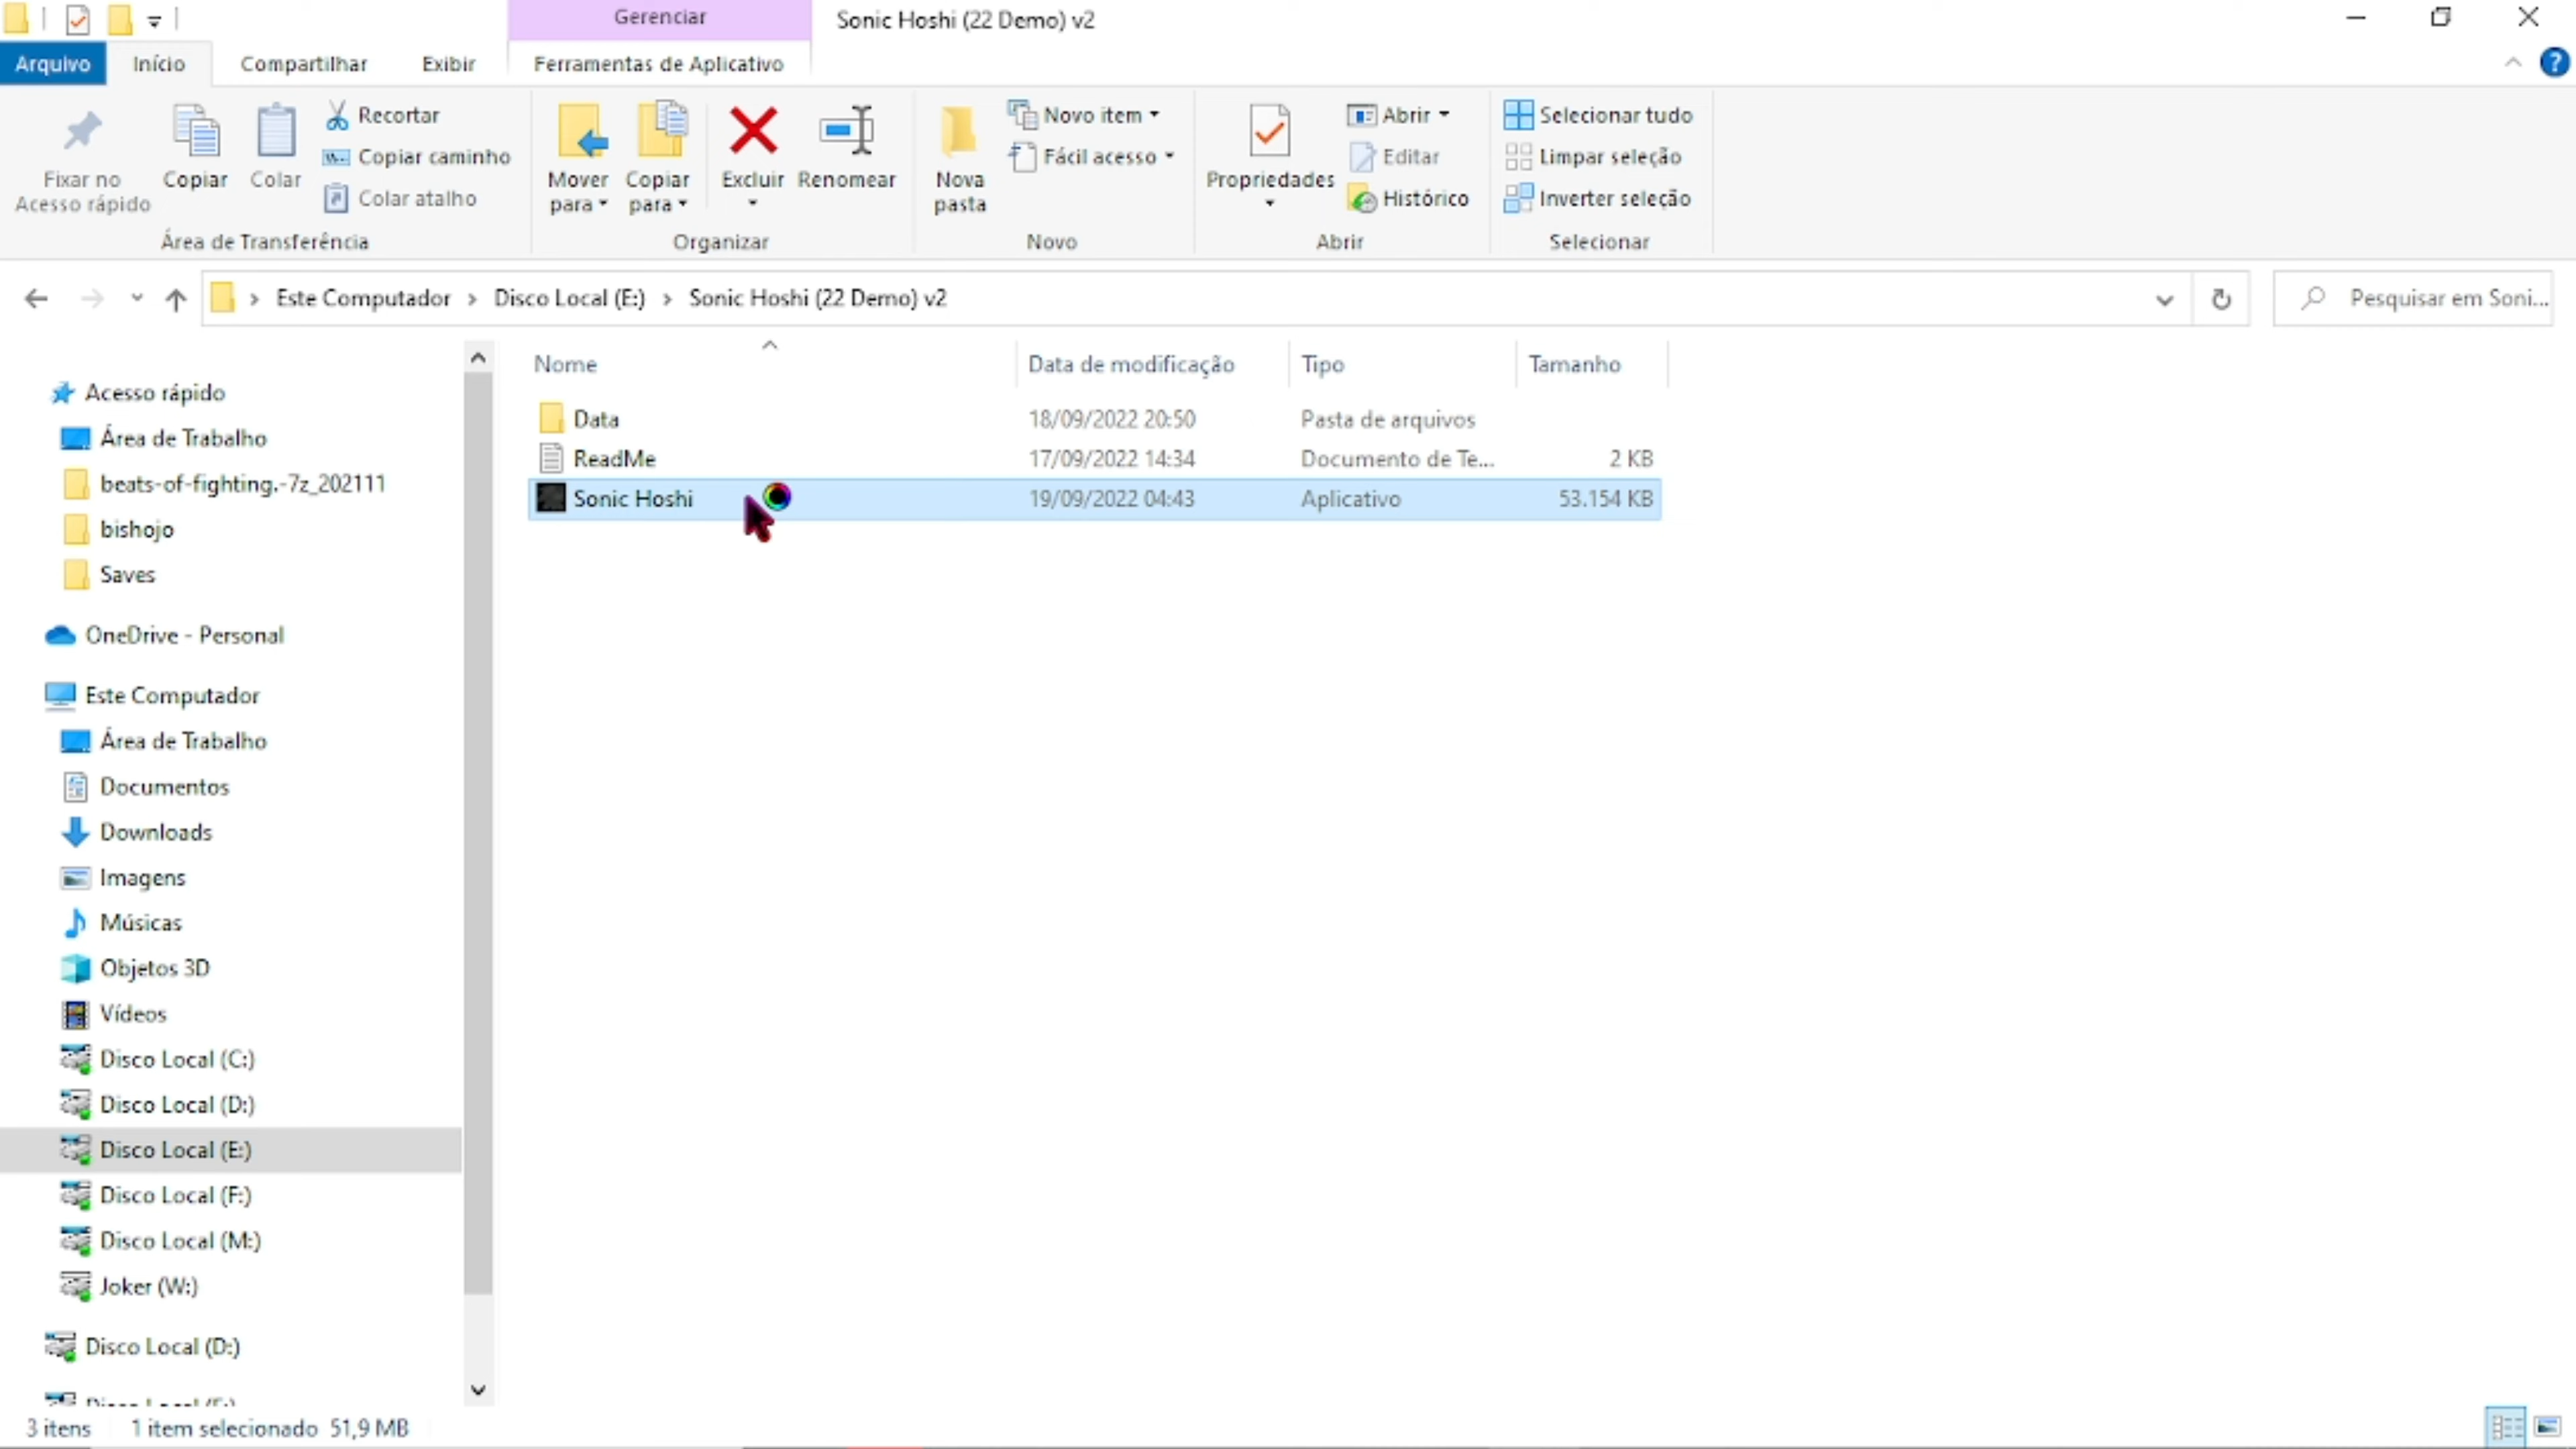 Gerenciar
Sonic Hoshi (22 Demo) v2
Arquivo
Início
Compartilhar
Exibir
Ferramentas de Aplicativo
Fixar no
Acesso rápido
Copiar
Colar
Recortar
Copiar caminho
Colar atalho
Área de Transferência
Mover
para
Copiar
para
Excluir
Renomear
Organizar
Nova
pasta
Novo item
Fácil acesso
Novo
Propriedades
Abrir
Editar
Histórico
Abrir
Selecionar tudo
Limpar seleção
Inverter seleção
Selecionar
Este Computador
Disco Local (E:)
Sonic Hoshi (22 Demo) v2
Pesquisar em Soni...
Acesso rápido
Área de Trabalho
beats-of-fighting.-7z_202111
bishojo
Saves
OneDrive - Personal
Este Computador
Área de Trabalho
Documentos
Downloads
Imagens
Músicas
Objetos 3D
Vídeos
Disco Local (C:)
Disco Local (D:)
Disco Local (E:)
Disco Local (F:)
Disco Local (M:)
Joker (W:)
Disco Local (D:)
Nome Data de modificação Tipo Tamanho
Data 18/09/2022 20:50 Pasta de arquivos
ReadMe 17/09/2022 14:34 Documento de Te... 2 KB
Sonic Hoshi 19/09/2022 04:43 Aplicativo 53.154 KB
3 itens 1 item selecionado 51,9 MB